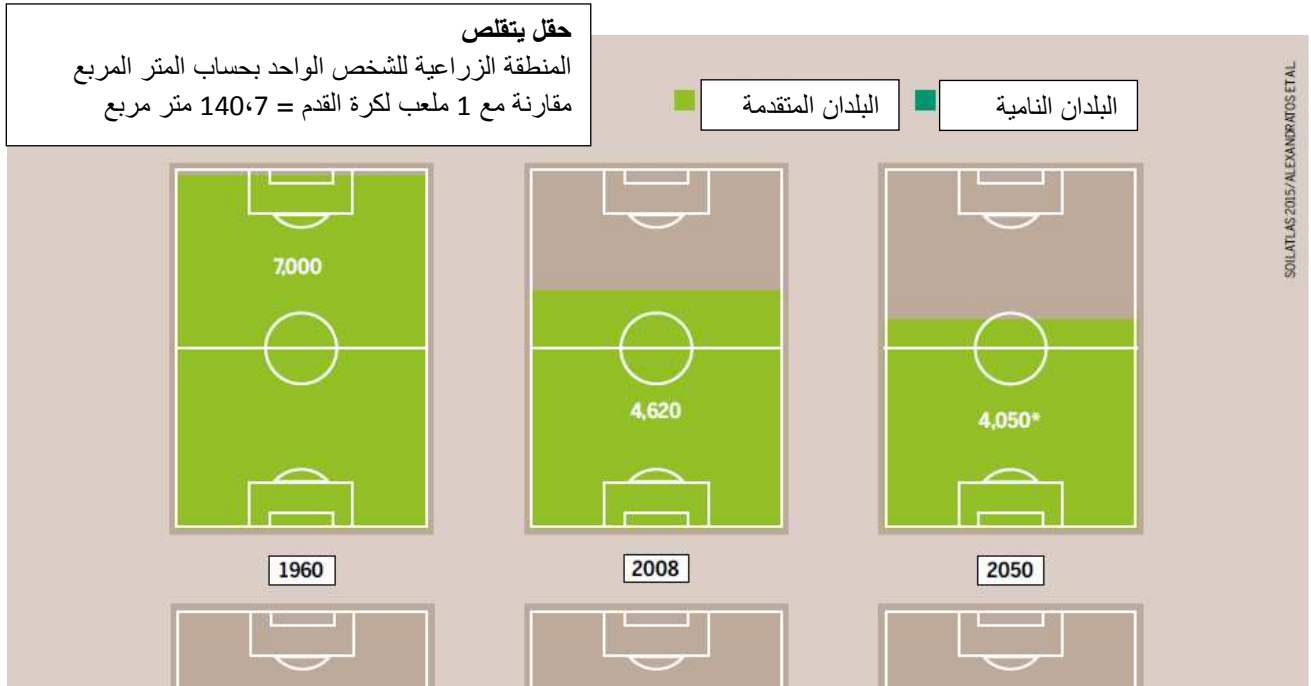 حقل يتقلص
المنطقة الزراعية للشخص الواحد بحساب المتر المربع
مقارنة مع 1 ملعب لكرة القدم = 140،7 متر مربع
البلدان النامية
البلدان المتقدمة
SOILATLAS 2015/ALEXANDRATOS ET AL.
7,000
4,620
4,050*
1960
2008
2050